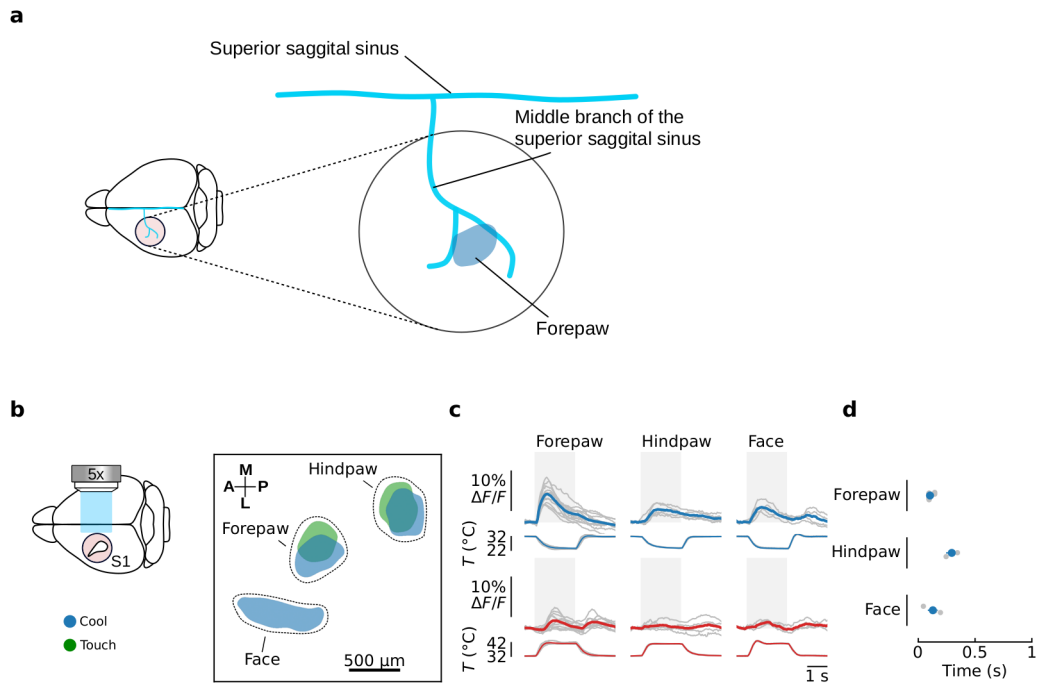 a
Superior saggital sinus
Middle branch of the
superior saggital sinus
Forepaw
b
5x
S1
Cool
Touch
M
A P
L
Hindpaw
Forepaw
Face
500 µm
c
Forepaw Hindpaw Face
10%
ΔF/F
T (°C)
32
22
10%
ΔF/F
T (°C)
42
32
1 s
d
Forepaw
Hindpaw
Face
0 0.5 1
Time (s)